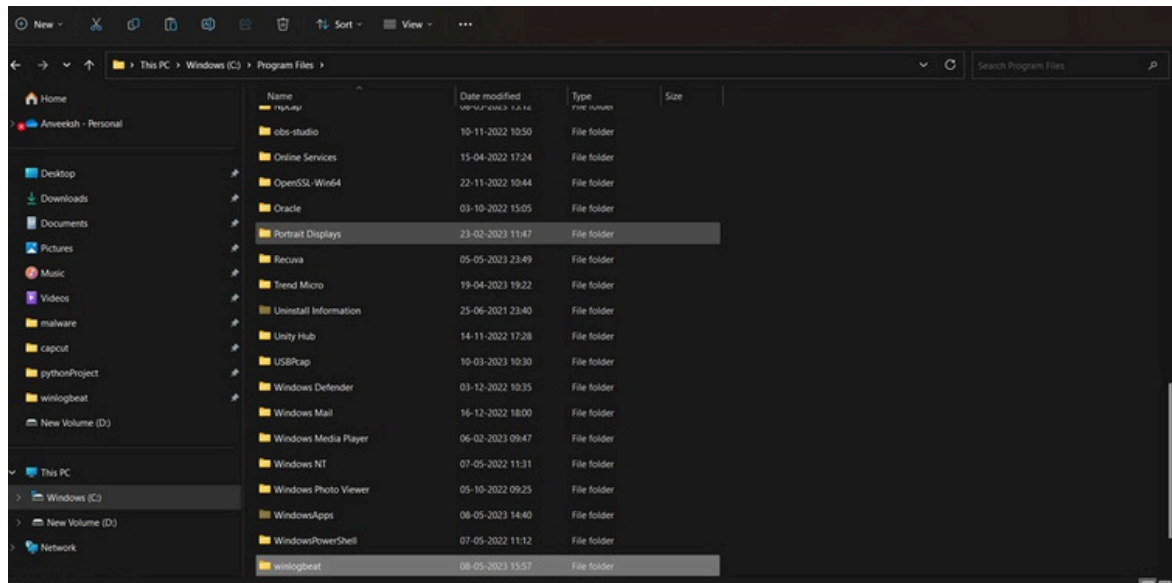 New Sort View
This PC > Windows (C:) > Program Files >
Search Program Files
Home
Anveeksh - Personal
Desktop
Downloads
Documents
Pictures
Music
Videos
malware
capcut
pythonProject
winlogbeat
New Volume (D:)
This PC
Windows (C:)
New Volume (D:)
Network
Name Date modified Type Size
Npcap 08-03-2023 13:12 File folder
obs-studio 10-11-2022 10:50 File folder
Online Services 15-04-2022 17:24 File folder
OpenSSL-Win64 22-11-2022 10:44 File folder
Oracle 03-10-2022 15:05 File folder
Portrait Displays 23-02-2023 11:47 File folder
Recuva 05-05-2023 23:49 File folder
Trend Micro 19-04-2023 19:22 File folder
Uninstall Information 25-06-2021 23:40 File folder
Unity Hub 14-11-2022 17:28 File folder
USBPcap 10-03-2023 10:30 File folder
Windows Defender 03-12-2022 10:35 File folder
Windows Mail 16-12-2022 18:00 File folder
Windows Media Player 06-02-2023 09:47 File folder
Windows NT 07-05-2022 11:31 File folder
Windows Photo Viewer 05-10-2022 09:25 File folder
WindowsApps 08-05-2023 14:40 File folder
WindowsPowerShell 07-05-2022 11:12 File folder
winlogbeat 08-05-2023 15:57 File folder